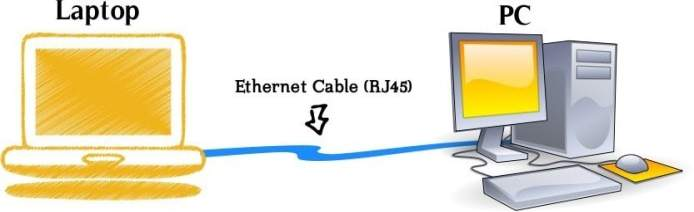 Laptop
PC
Ethernet Cable (RJ45)